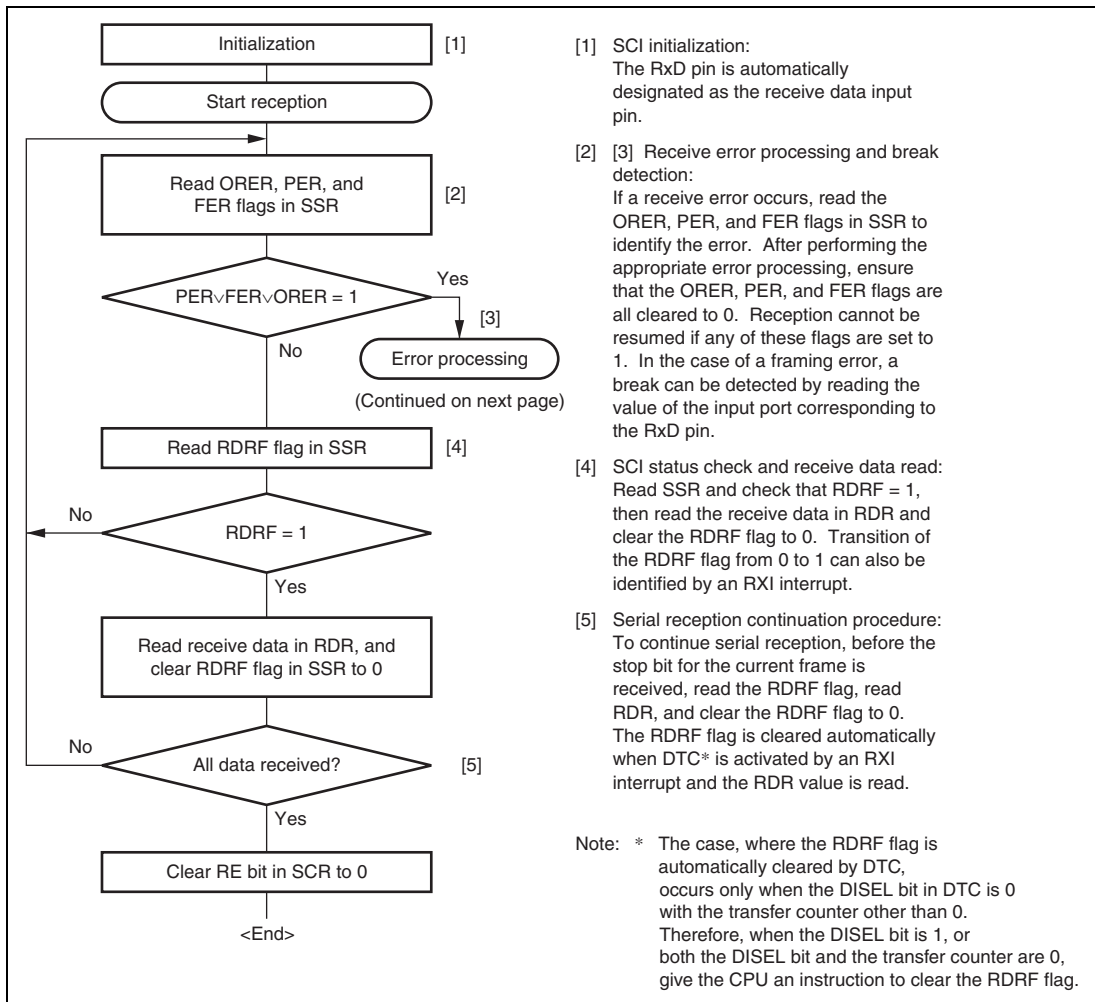 Initialization
[1]
Start reception
Read ORER, PER, and
FER flags in SSR
[2]
PER∨FER∨ORER = 1
Yes
[3]
No
Error processing
(Continued on next page)
Read RDRF flag in SSR
[4]
No
RDRF = 1
Yes
Read receive data in RDR, and
clear RDRF flag in SSR to 0
No
All data received?
[5]
Yes
Clear RE bit in SCR to 0
<End>
[1] SCI initialization:
The RxD pin is automatically
designated as the receive data input
pin.
[2] [3] Receive error processing and break
detection:
If a receive error occurs, read the
ORER, PER, and FER flags in SSR to
identify the error. After performing the
appropriate error processing, ensure
that the ORER, PER, and FER flags are
all cleared to 0. Reception cannot be
resumed if any of these flags are set to
1. In the case of a framing error, a
break can be detected by reading the
value of the input port corresponding to
the RxD pin.
[4] SCI status check and receive data read:
Read SSR and check that RDRF = 1,
then read the receive data in RDR and
clear the RDRF flag to 0. Transition of
the RDRF flag from 0 to 1 can also be
identified by an RXI interrupt.
[5] Serial reception continuation procedure:
To continue serial reception, before the
stop bit for the current frame is
received, read the RDRF flag, read
RDR, and clear the RDRF flag to 0.
The RDRF flag is cleared automatically
when DTC* is activated by an RXI
interrupt and the RDR value is read.
Note: * The case, where the RDRF flag is
automatically cleared by DTC,
occurs only when the DISEL bit in DTC is 0
with the transfer counter other than 0.
Therefore, when the DISEL bit is 1, or
both the DISEL bit and the transfer counter are 0,
give the CPU an instruction to clear the RDRF flag.